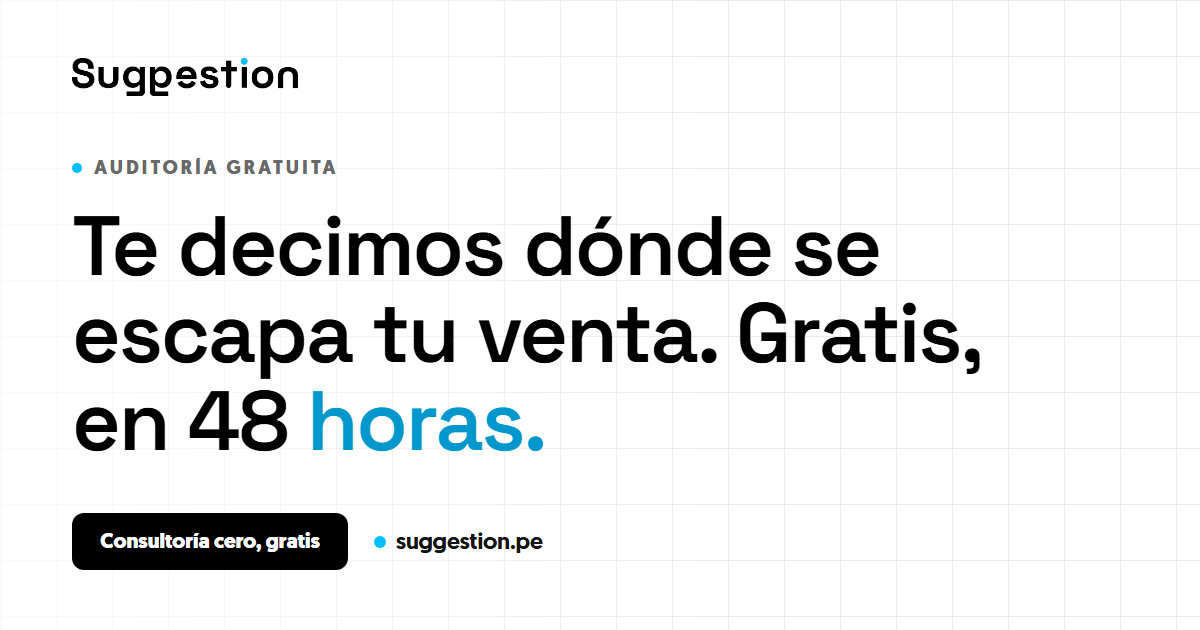 Suggestion
AUDITORÍA GRATUITA
Te decimos dónde se
escapa tu venta. Gratis,
en 48 horas.
Consultoría cero, gratis
suggestion.pe